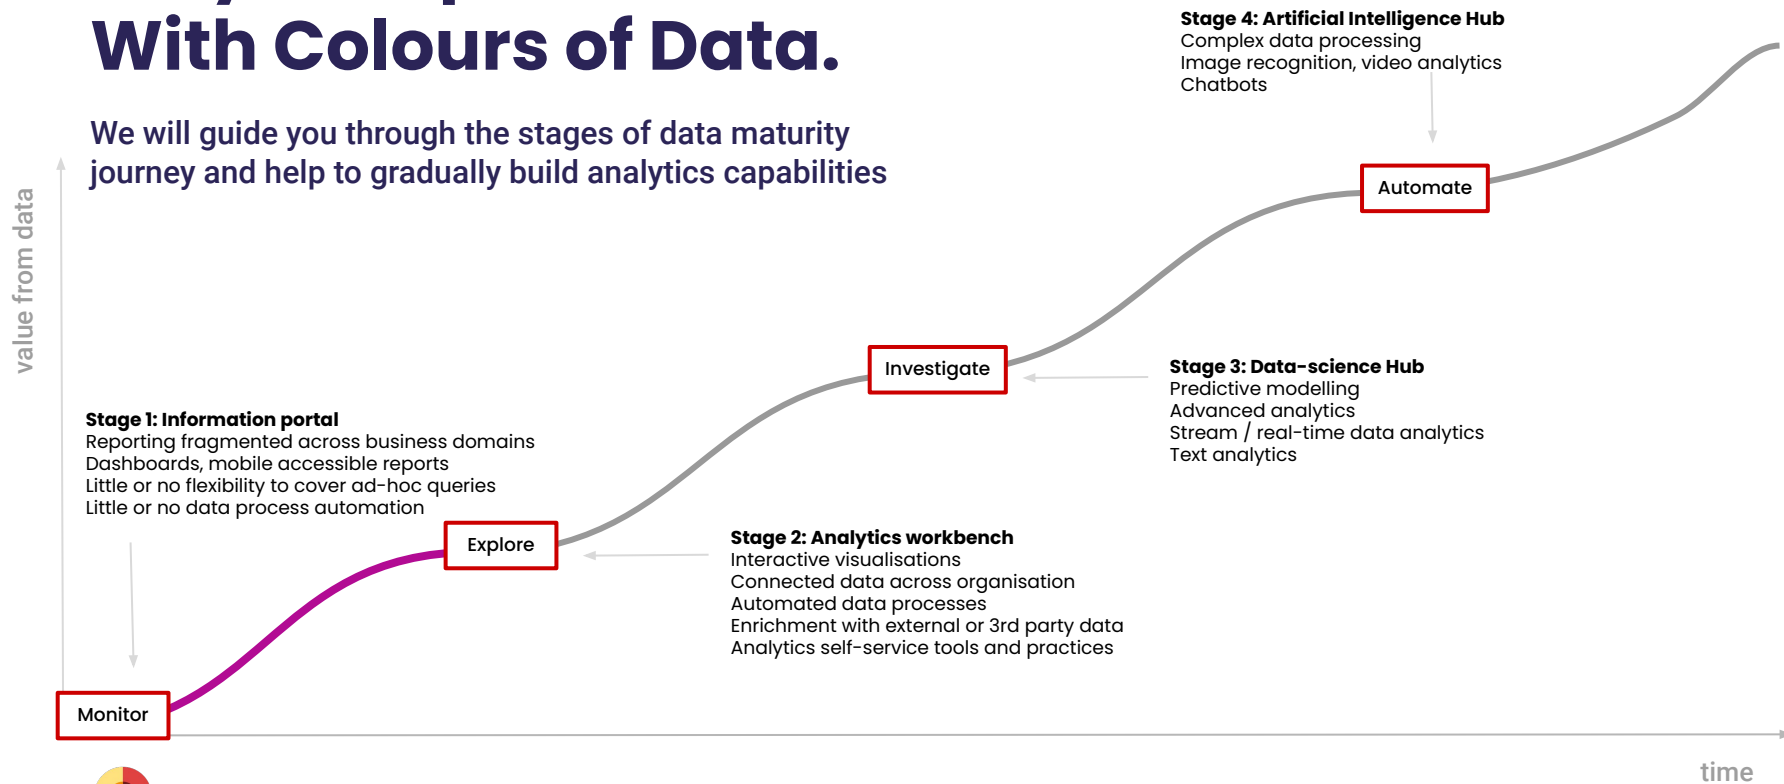 With Colours of Data.
We will guide you through the stages of data maturity
journey and help to gradually build analytics capabilities
Stage 4: Artificial Intelligence Hub
Complex data processing
Image recognition, video analytics
Chatbots
Automate
value from data
Investigate
Stage 3: Data-science Hub
Predictive modelling
Advanced analytics
Stream / real-time data analytics
Text analytics
Stage 1: Information portal
Reporting fragmented across business domains
Dashboards, mobile accessible reports
Little or no flexibility to cover ad-hoc queries
Little or no data process automation
Explore
Stage 2: Analytics workbench
Interactive visualisations
Connected data across organisation
Automated data processes
Enrichment with external or 3rd party data
Analytics self-service tools and practices
Monitor
time